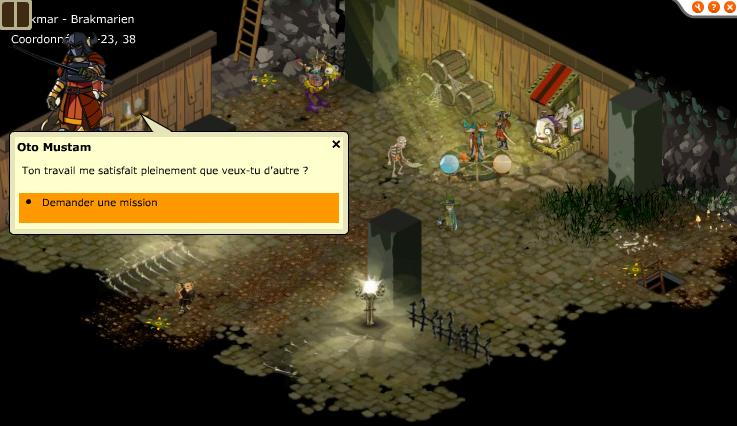 kmar - Brakmarien
Coordonn -23, 38
Oto Mustam
Ton travail me satisfait pleinement que veux-tu d'autre ?
Demander une mission